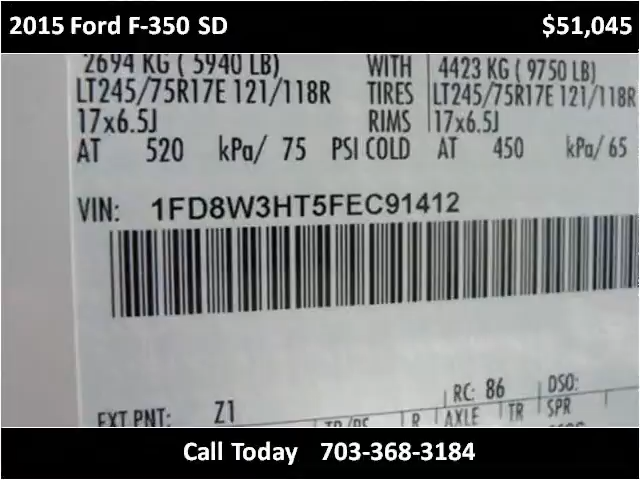 2015 Ford F-350 SD $51,045
2694 KG ( 5940 LB) WITH 4423 KG ( 9750 LB)
LT245/75R17E 121/118R TIRES LT245/75R17E 121/118R
17x6.5J RIMS 17x6.5J
AT 520 kPa/ 75 PSI COLD AT 450 kPa/ 65
VIN: 1FD8W3HT5FEC91412
RC: 86 DSO:
EXT PNT: Z1 R AXLE TR SPR
Call Today 703-368-3184